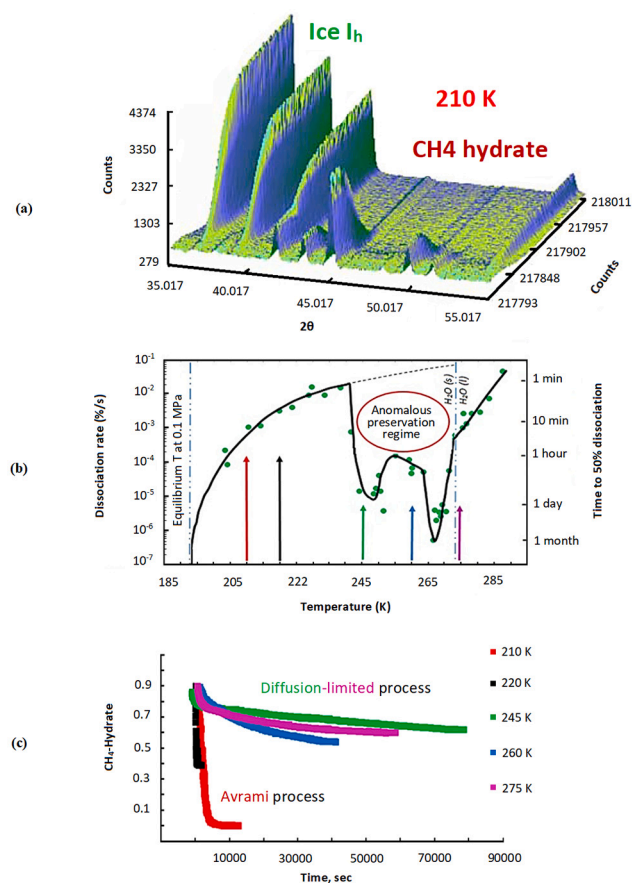 Ice Ih
210 K
CH4 hydrate
Counts
4374
3350
2327
1303
279
(a)
35.017
40.017
45.017
50.017
55.017
2θ
218011
217957
217902
217848
217793
Counts
(b)
Dissociation rate (%/s)
10-1
10-2
10-3
10-4
10-5
10-6
10-7
Equilibrium T at 0.1 MPa
Anomalous
preservation
regime
H2O (s)
H2O (l)
1 min
10 min
1 hour
1 day
1 month
Time to 50% dissociation
185
205
222
245
265
285
Temperature (K)
(c)
CH4-Hydrate
0.9
0.7
0.5
0.3
0.1
Diffusion-limited process
Avrami process
10000
30000
50000
70000
90000
Time, sec
210 K
220 K
245 K
260 K
275 K